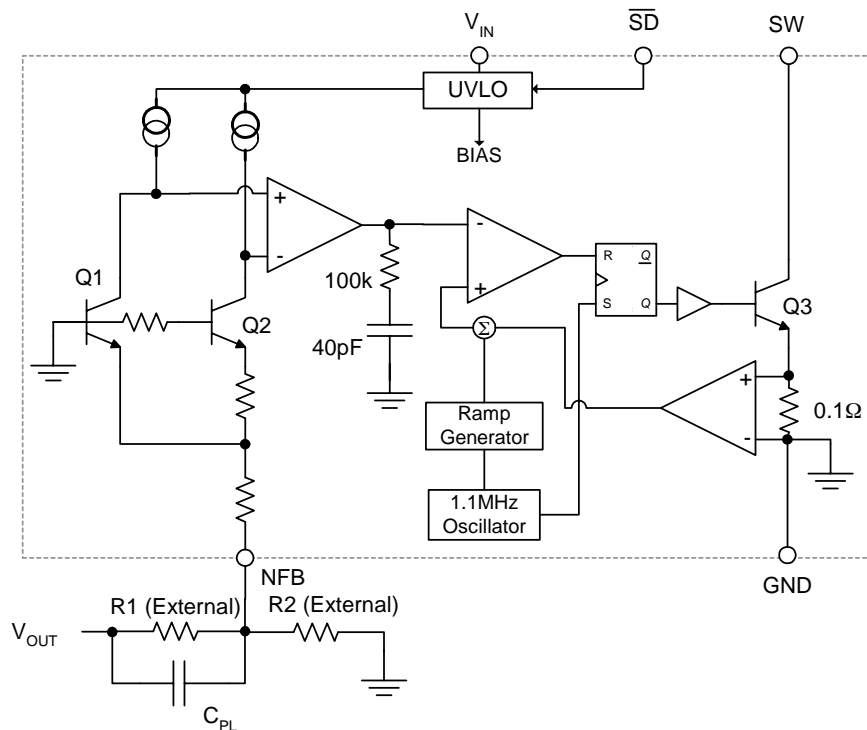 V_IN
SD
SW
UVLO
BIAS
+
-
-
+
100k
40pF
Q1
Q2
R
Q
S
Q
Q3
Σ
Ramp
Generator
1.1MHz
Oscillator
+
-
0.1Ω
NFB
GND
R1 (External)
R2 (External)
V_OUT
C_PL